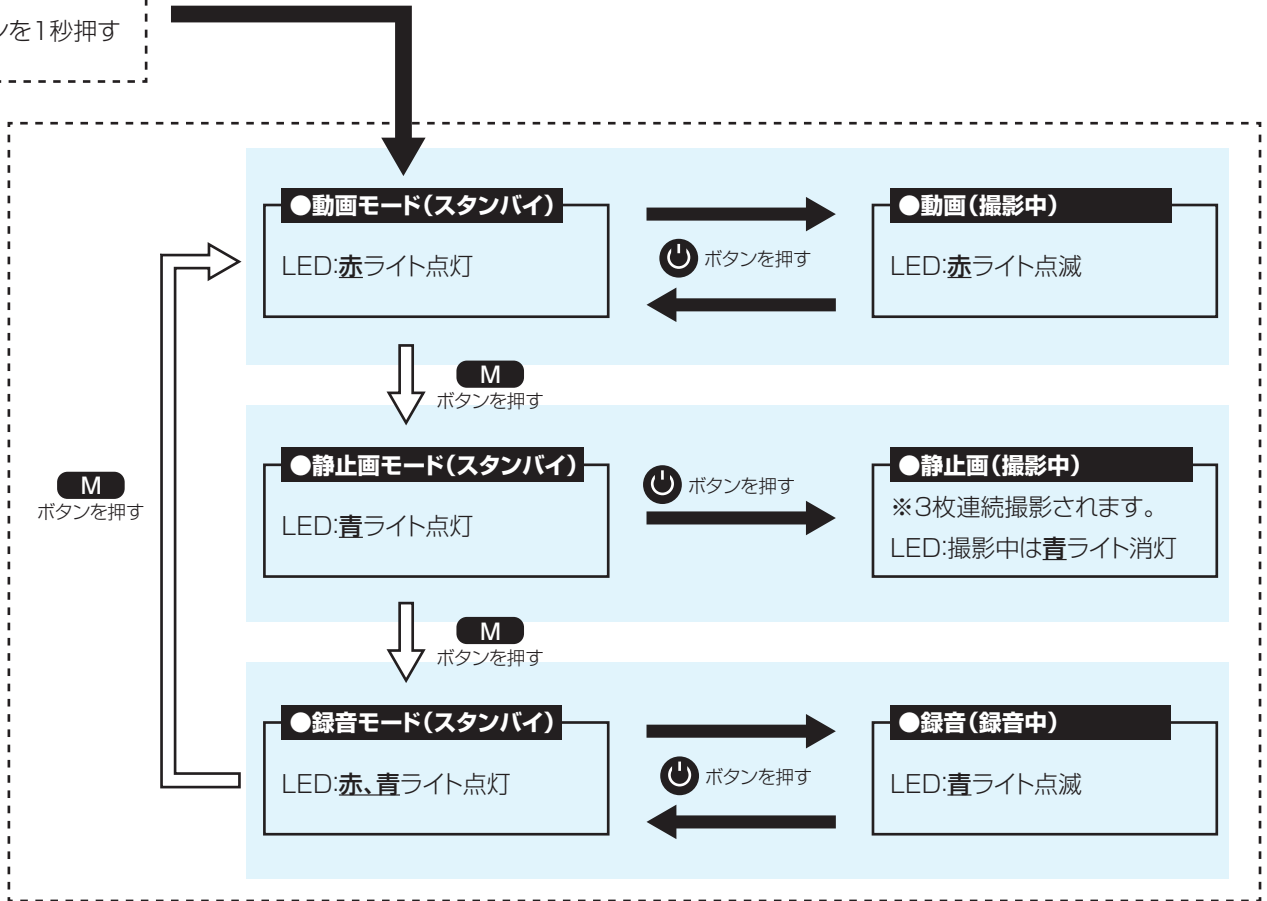 ンを1秒押す
●動画モード(スタンバイ)
LED:赤ライト点灯
ボタンを押す
●動画(撮影中)
LED:赤ライト点滅
M
ボタンを押す
●静止画モード(スタンバイ)
LED:青ライト点灯
ボタンを押す
●静止画(撮影中)
※3枚連続撮影されます。
LED:撮影中は青ライト消灯
M
ボタンを押す
M
ボタンを押す
●録音モード(スタンバイ)
LED:赤、青ライト点灯
ボタンを押す
●録音(録音中)
LED:青ライト点滅